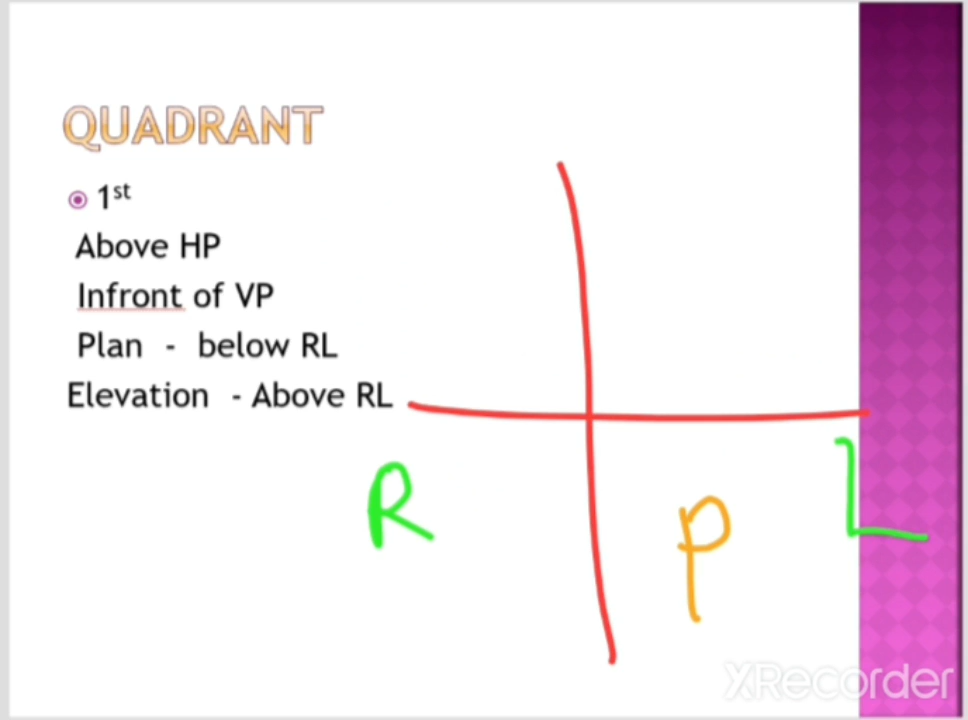 QUADRANT
1st
Above HP
Infront of VP
Plan - below RL
Elevation - Above RL
R
P
L
XRecorder